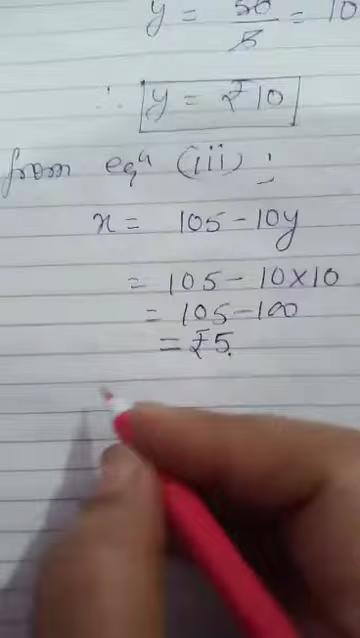 y = 50/5 = 10
∴ y = ₹10
from eqⁿ (iii) :
x = 105 - 10y
= 105 - 10×10
= 105 - 100
= ₹5.